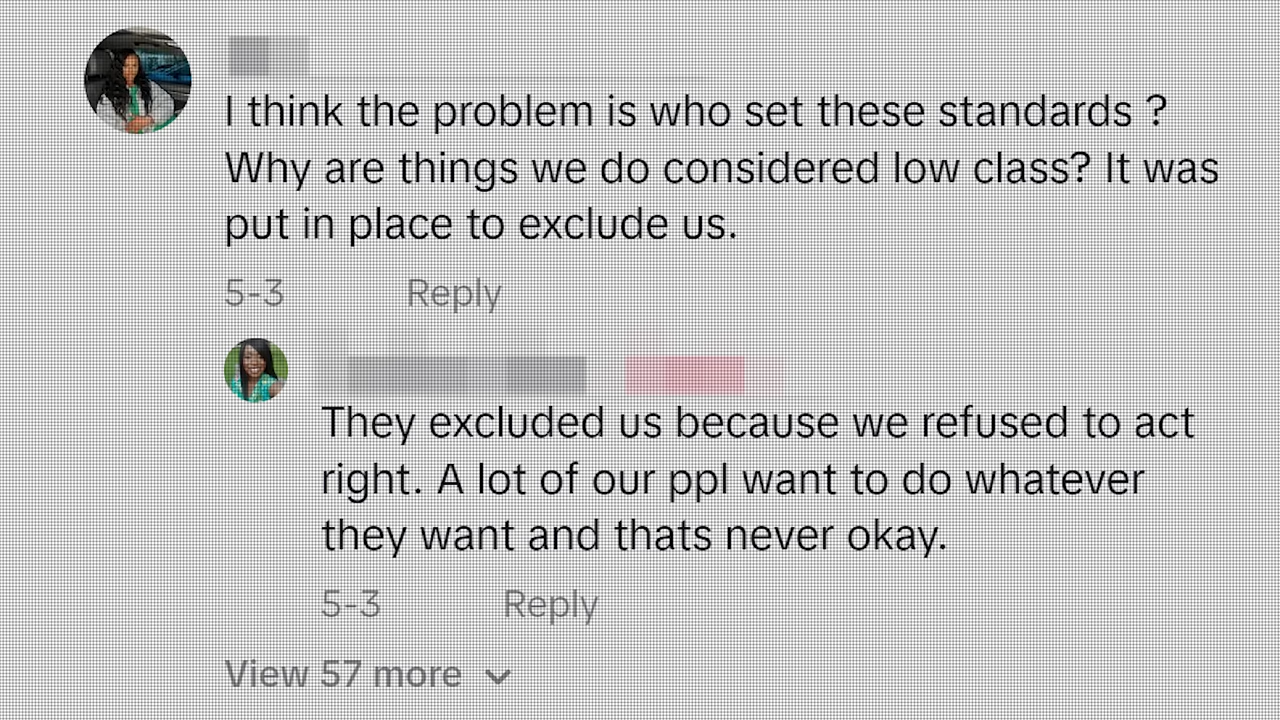 I think the problem is who set these standards ?
Why are things we do considered low class? It was
put in place to exclude us.
5-3 Reply
They excluded us because we refused to act
right. A lot of our ppl want to do whatever
they want and thats never okay.
5-3 Reply
View 57 more